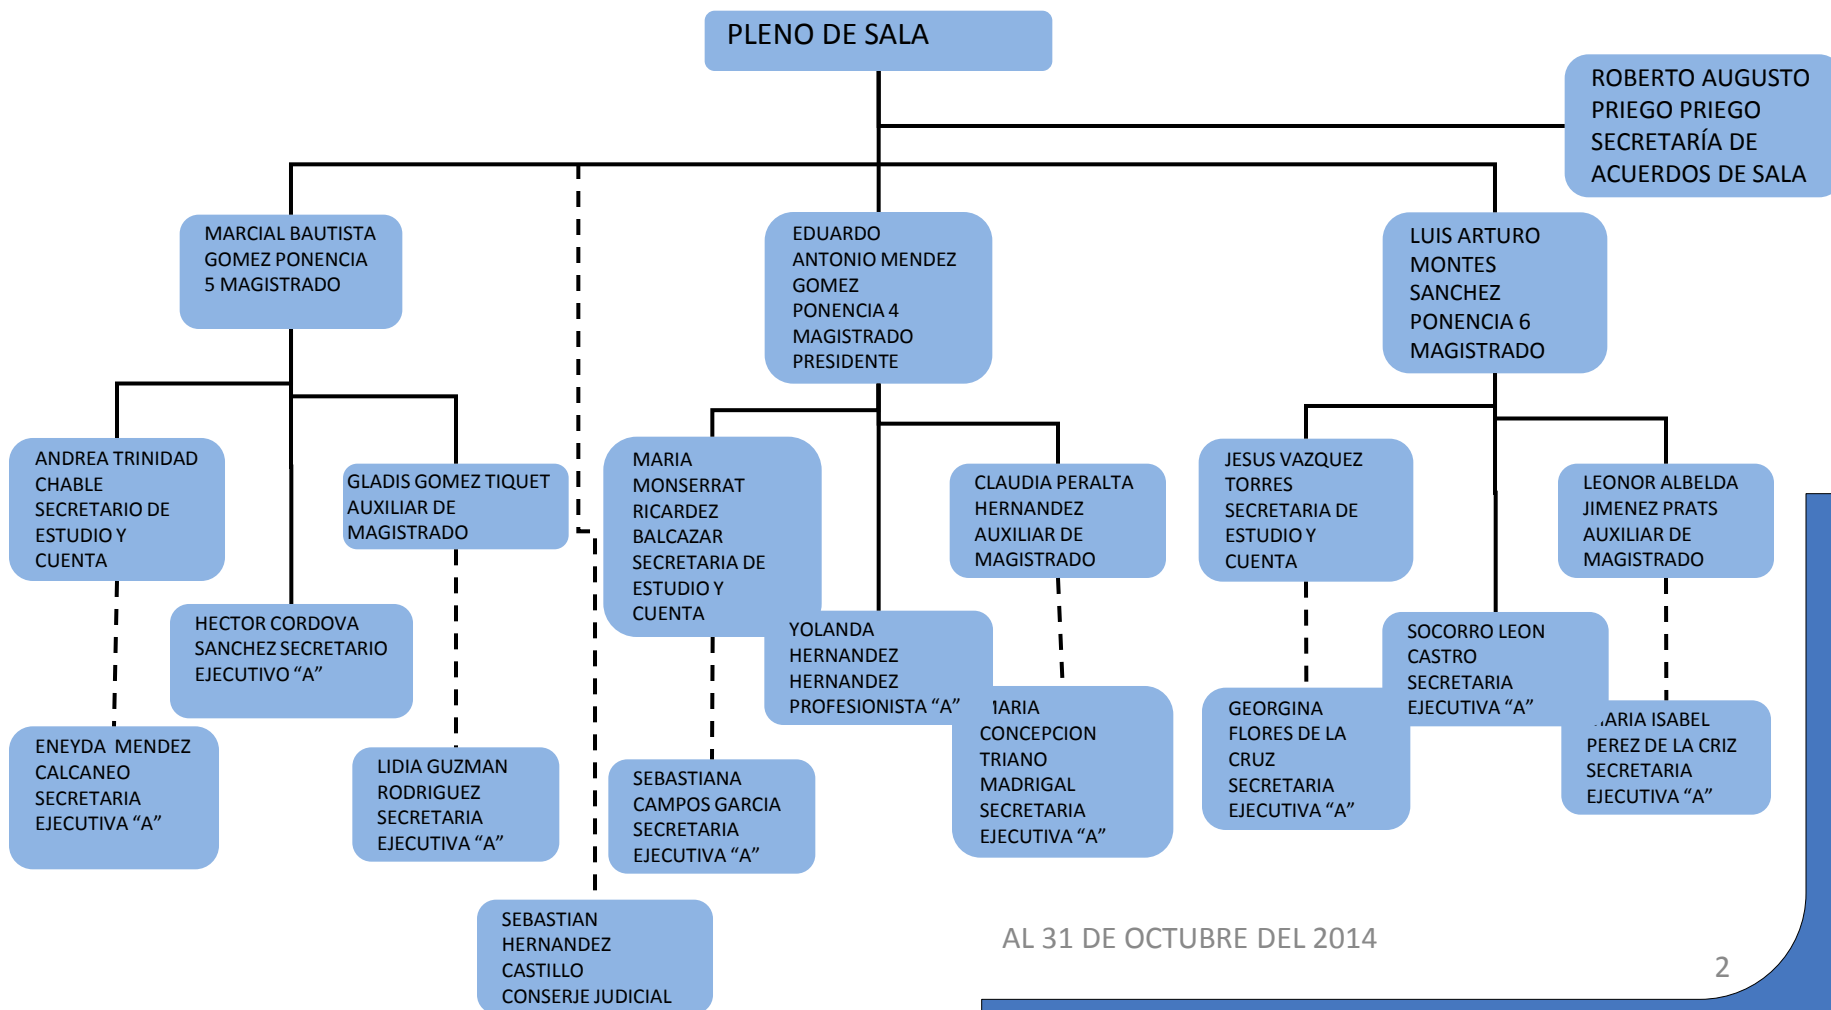 PLENO DE SALA
ROBERTO AUGUSTO
PRIEGO PRIEGO
SECRETARÍA DE
ACUERDOS DE SALA
MARCIAL BAUTISTA
GOMEZ PONENCIA
5 MAGISTRADO
EDUARDO
ANTONIO MENDEZ
GOMEZ
PONENCIA 4
MAGISTRADO
PRESIDENTE
LUIS ARTURO
MONTES
SANCHEZ
PONENCIA 6
MAGISTRADO
ANDREA TRINIDAD
CHABLE
SECRETARIO DE
ESTUDIO Y
CUENTA
GLADIS GOMEZ TIQUET
AUXILIAR DE
MAGISTRADO
MARIA
MONSERRAT
RICARDEZ
BALCAZAR
SECRETARIA DE
ESTUDIO Y
CUENTA
CLAUDIA PERALTA
HERNANDEZ
AUXILIAR DE
MAGISTRADO
JESUS VAZQUEZ
TORRES
SECRETARIA DE
ESTUDIO Y
CUENTA
LEONOR ALBELDA
JIMENEZ PRATS
AUXILIAR DE
MAGISTRADO
HECTOR CORDOVA
SANCHEZ SECRETARIO
EJECUTIVO “A”
YOLANDA
HERNANDEZ
HERNANDEZ
PROFESIONISTA “A”
SOCORRO LEON
CASTRO
SECRETARIA
EJECUTIVA “A”
ENEYDA  MENDEZ
CALCANEO
SECRETARIA
EJECUTIVA “A”
LIDIA GUZMAN
RODRIGUEZ
SECRETARIA
EJECUTIVA “A”
SEBASTIANA
CAMPOS GARCIA
SECRETARIA
EJECUTIVA “A”
MARIA
CONCEPCION
TRIANO
MADRIGAL
SECRETARIA
EJECUTIVA “A”
GEORGINA
FLORES DE LA
CRUZ
SECRETARIA
EJECUTIVA “A”
MARIA ISABEL
PEREZ DE LA CRIZ
SECRETARIA
EJECUTIVA “A”
SEBASTIAN
HERNANDEZ
CASTILLO
CONSERJE JUDICIAL
AL 31 DE OCTUBRE DEL 2014
2